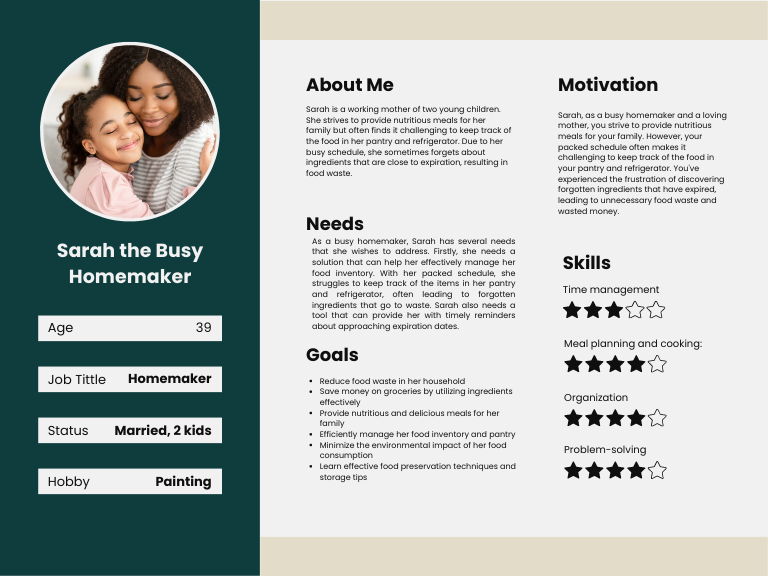 Sarah the Busy
Homemaker
Age 39
Job Tittle Homemaker
Status Married, 2 kids
Hobby Painting
About Me
Sarah is a working mother of two young children.
She strives to provide nutritious meals for her
family but often finds it challenging to keep track of
the food in her pantry and refrigerator. Due to her
busy schedule, she sometimes forgets about
ingredients that are close to expiration, resulting in
food waste.
Needs
As a busy homemaker, Sarah has several needs
that she wishes to address. Firstly, she needs a
solution that can help her effectively manage her
food inventory. With her packed schedule, she
struggles to keep track of the items in her pantry
and refrigerator, often leading to forgotten
ingredients that go to waste. Sarah also needs a
tool that can provide her with timely reminders
about approaching expiration dates.
Goals
• Reduce food waste in her household
• Save money on groceries by utilizing ingredients
effectively
• Provide nutritious and delicious meals for her
family
• Efficiently manage her food inventory and pantry
• Minimize the environmental impact of her food
consumption
• Learn effective food preservation techniques and
storage tips
Motivation
Sarah, as a busy homemaker and a loving
mother, you strive to provide nutritious
meals for your family. However, your
packed schedule often makes it
challenging to keep track of the food in
your pantry and refrigerator. You've
experienced the frustration of discovering
forgotten ingredients that have expired,
leading to unnecessary food waste and
wasted money.
Skills
Time management
Meal planning and cooking:
Organization
Problem-solving